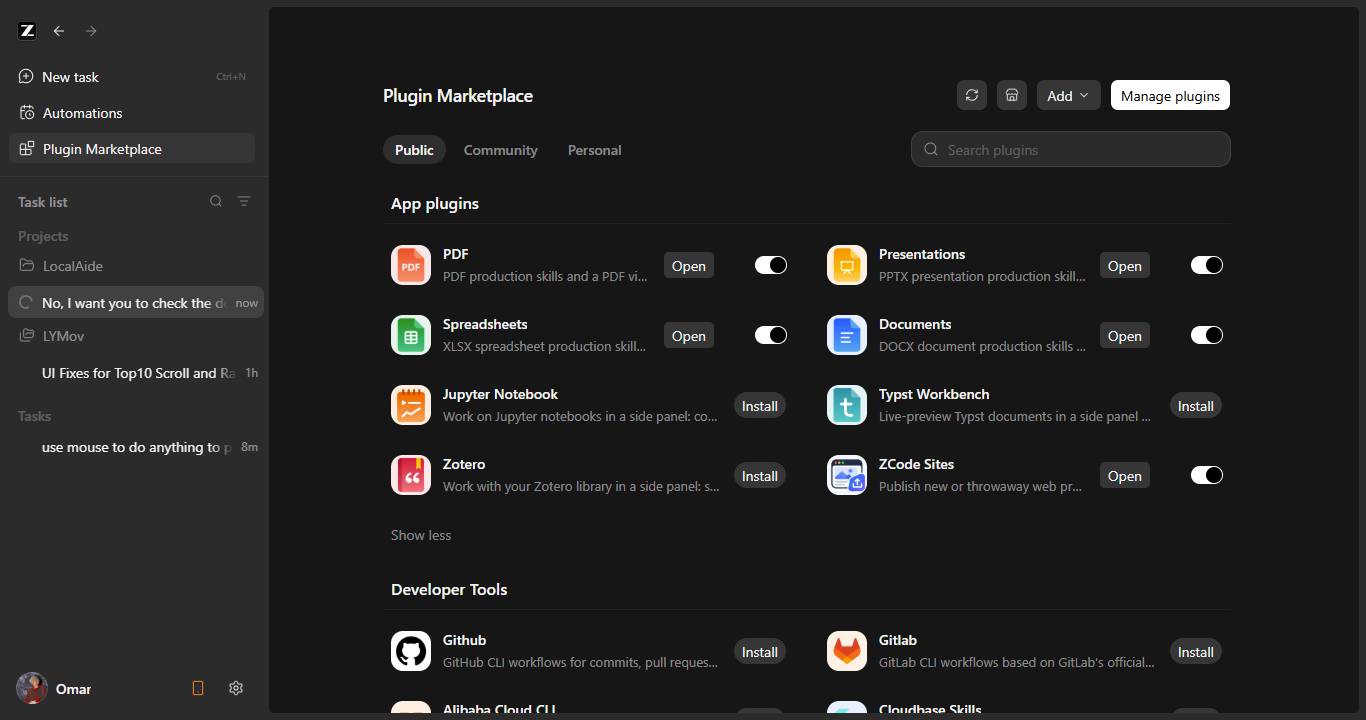 Z
New task
Ctrl+N
Automations
Plugin Marketplace
Task list
Projects
LocalAide
No, I want you to check the
now
LYMov
UI Fixes for Top10 Scroll and
1h
Tasks
use mouse to do anything to
8m
Omar
Plugin Marketplace
Add
Manage plugins
Public
Community
Personal
Search plugins
App plugins
PDF
PDF
PDF production skills and a PDF vi...
Open
Presentations
PPTX presentation production skill...
Open
Spreadsheets
XLSX spreadsheet production skill...
Open
Documents
DOCX document production skills ...
Open
Jupyter Notebook
Work on Jupyter notebooks in a side panel: co...
Install
t
Typst Workbench
Live-preview Typst documents in a side panel ...
Install
Zotero
Work with your Zotero library in a side panel: s...
Install
ZCode Sites
Publish new or throwaway web pr...
Open
Show less
Developer Tools
Github
GitHub CLI workflows for commits, pull reques...
Install
Gitlab
GitLab CLI workflows based on GitLab's official...
Install
Alibaba Cloud CLI
Cloudbase Skills